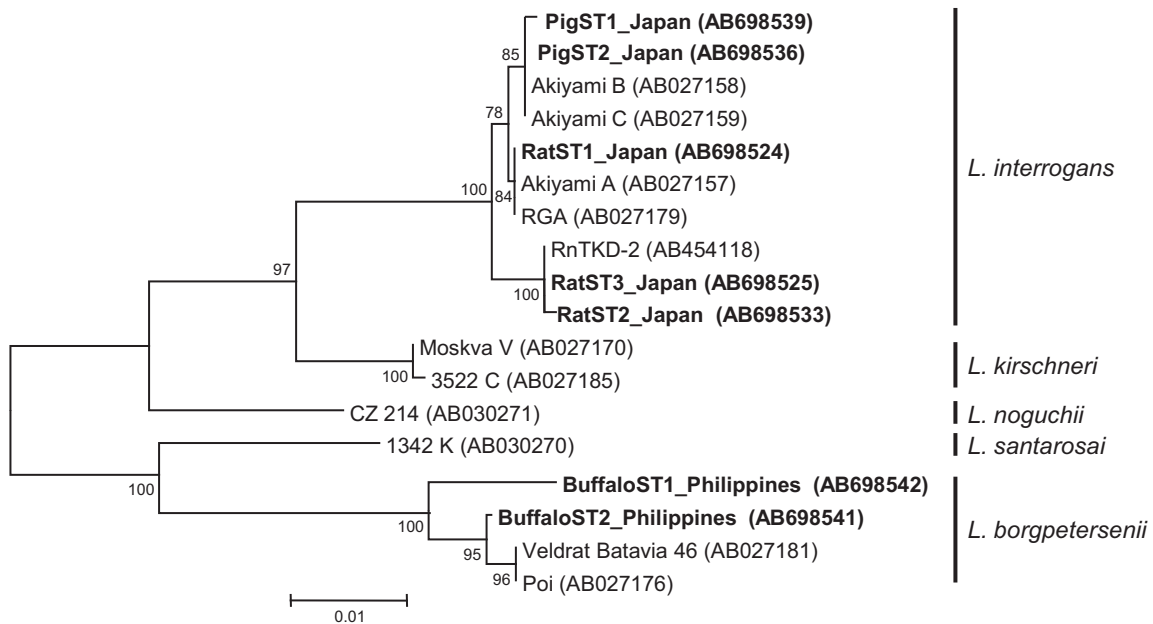 PigST1_Japan (AB698539)
85
PigST2_Japan (AB698536)
Akiyami B (AB027158)
78
Akiyami C (AB027159)
RatST1_Japan (AB698524)
L. interrogans
100
84
Akiyami A (AB027157)
RGA (AB027179)
RnTKD-2 (AB454118)
97
RatST3_Japan (AB698525)
100
RatST2_Japan (AB698533)
Moskva V (AB027170)
L. kirschneri
100
3522 C (AB027185)
CZ 214 (AB030271)
L. noguchii
1342 K (AB030270)
L. santarosai
100
BuffaloST1_Philippines (AB698542)
100
BuffaloST2_Philippines (AB698541)
L. borgpetersenii
95
Veldrat Batavia 46 (AB027181)
96
Poi (AB027176)
0.01